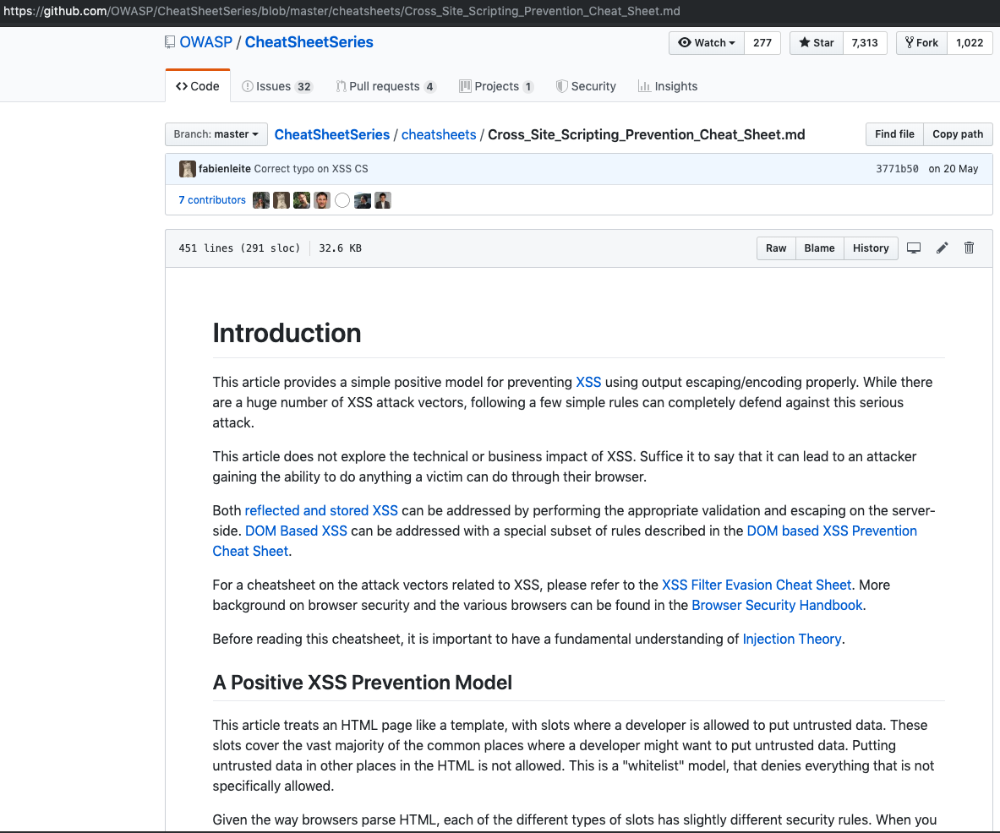 https://github.com/OWASP/CheatSheetSeries/blob/master/cheatsheets/Cross_Site_Scripting_Prevention_Cheat_Sheet.md
OWASP / CheatSheetSeries
Watch 277 Star 7,313 Fork 1,022
Code Issues 32 Pull requests 4 Projects 1 Security Insights
Branch: master CheatSheetSeries / cheatsheets / Cross_Site_Scripting_Prevention_Cheat_Sheet.md Find file Copy path
fabienleite Correct typo on XSS CS 3771b50 on 20 May
7 contributors
451 lines (291 sloc) 32.6 KB Raw Blame History
Introduction
This article provides a simple positive model for preventing XSS using output escaping/encoding properly. While there
are a huge number of XSS attack vectors, following a few simple rules can completely defend against this serious
attack.
This article does not explore the technical or business impact of XSS. Suffice it to say that it can lead to an attacker
gaining the ability to do anything a victim can do through their browser.
Both reflected and stored XSS can be addressed by performing the appropriate validation and escaping on the server-
side. DOM Based XSS can be addressed with a special subset of rules described in the DOM based XSS Prevention
Cheat Sheet.
For a cheatsheet on the attack vectors related to XSS, please refer to the XSS Filter Evasion Cheat Sheet. More
background on browser security and the various browsers can be found in the Browser Security Handbook.
Before reading this cheatsheet, it is important to have a fundamental understanding of Injection Theory.
A Positive XSS Prevention Model
This article treats an HTML page like a template, with slots where a developer is allowed to put untrusted data. These
slots cover the vast majority of the common places where a developer might want to put untrusted data. Putting
untrusted data in other places in the HTML is not allowed. This is a "whitelist" model, that denies everything that is not
specifically allowed.
Given the way browsers parse HTML, each of the different types of slots has slightly different security rules. When you